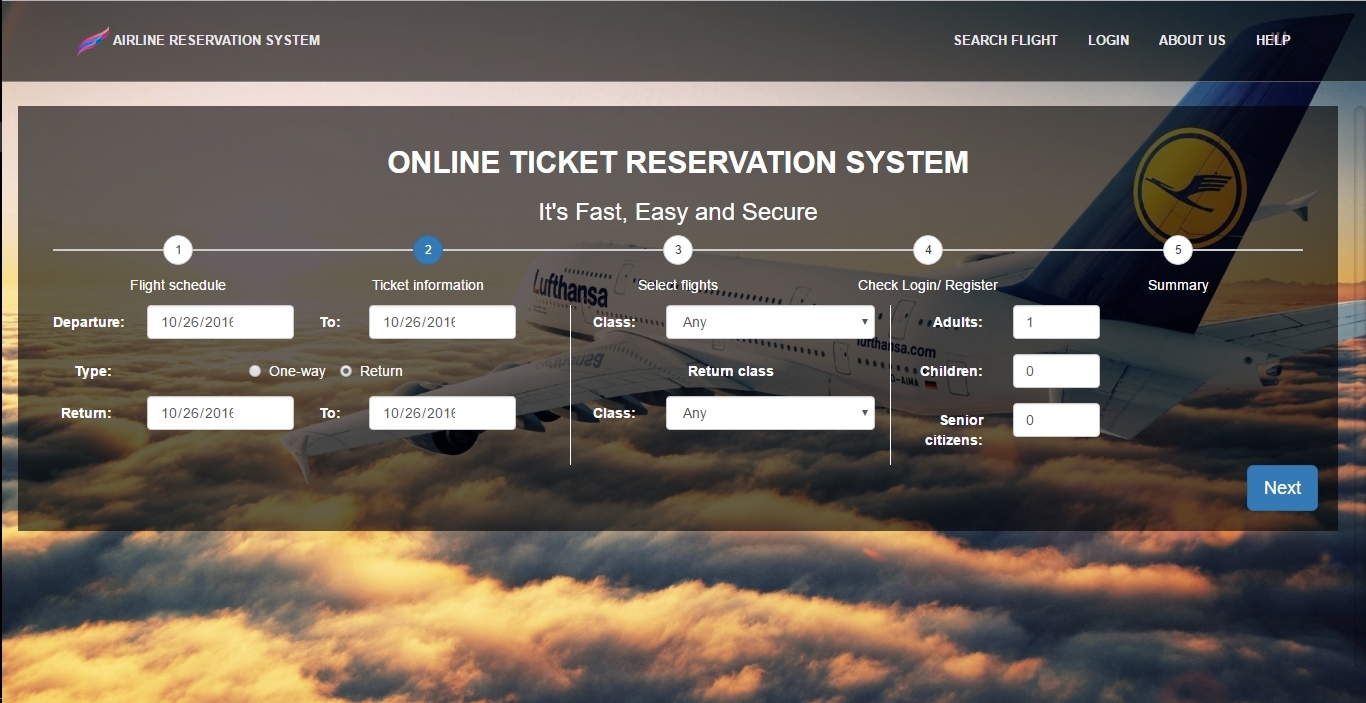 AIRLINE RESERVATION SYSTEM
SEARCH FLIGHT LOGIN ABOUT US HELP
ONLINE TICKET RESERVATION SYSTEM
It's Fast, Easy and Secure
1 2 3 4 5
Flight schedule Ticket information Select flights Check Login/ Register Summary
Lufthansa
Departure: 10/26/2016 To: 10/26/2016 Class: Any Adults: 1
lufthansa.com
Type: One-way Return Return class Children: 0
D-AIMA
Return: 10/26/2016 To: 10/26/2016 Class: Any Senior citizens: 0
Next